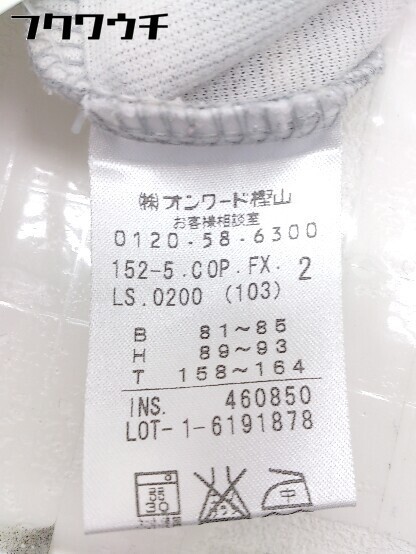 フクワウチ
㈱オンワード樫山
お客様相談室
0120-58-6300
152-5.COP.FX. 2
LS.0200 (103)
B 81～85
H 89～93
T 158～164
INS. 460850
LOT-1-6191878
中